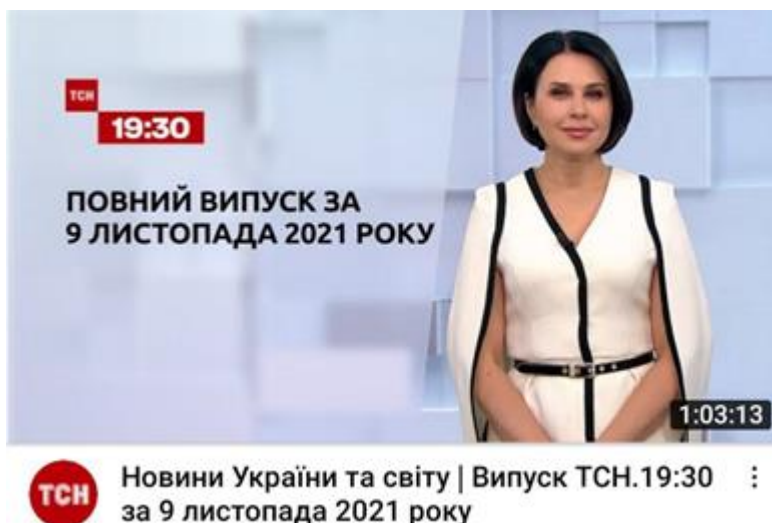 ТСН
19:30
ПОВНИЙ ВИПУСК ЗА
9 ЛИСТОПАДА 2021 РОКУ
1:03:13
ТСН
Новини України та світу | Випуск ТСН.19:30
за 9 листопада 2021 року